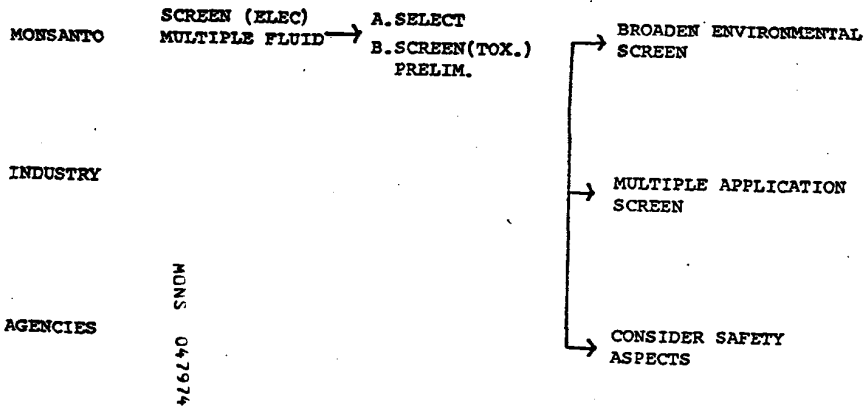 MONSANTO
SCREEN (ELEC)
MULTIPLE FLUID
A.SELECT
B.SCREEN(TOX.)
PRELIM.
BROADEN ENVIRONMENTAL
SCREEN
INDUSTRY
MULTIPLE APPLICATION
SCREEN
AGENCIES
CONSIDER SAFETY
ASPECTS
MONS 047974